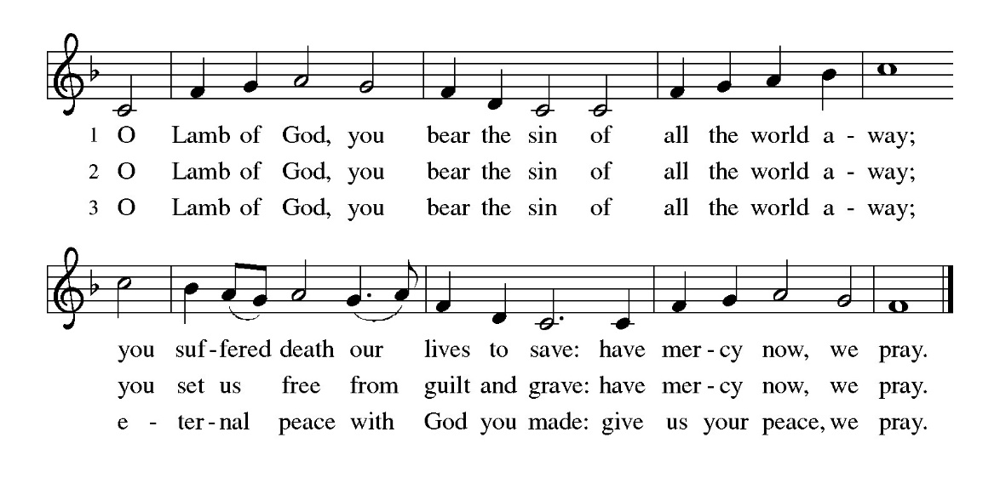 1 O Lamb of God, you bear the sin of all the world a - way;
2 O Lamb of God, you bear the sin of all the world a - way;
3 O Lamb of God, you bear the sin of all the world a - way;
you suf - fered death our lives to save: have mer - cy now, we pray.
you set us free from guilt and grave: have mer - cy now, we pray.
e - ter - nal peace with God you made: give us your peace, we pray.